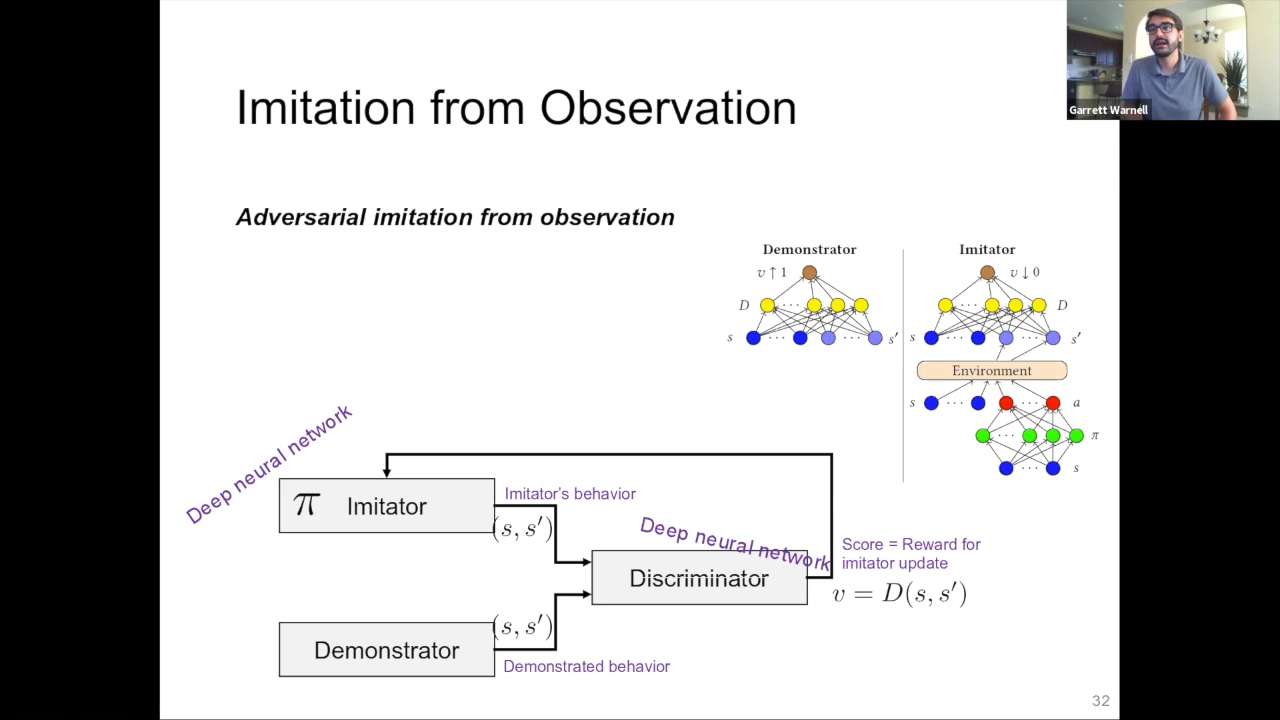 Garrett Warnell
Imitation from Observation
Adversarial imitation from observation
Demonstrator
Imitator
v ↑ 1
v ↓ 0
D
D
s
· · ·
· · ·
s′
s
· · ·
· · ·
s′
Environment
s
· · ·
· · ·
a
· · ·
π
· · ·
s
Deep neural network
π Imitator
Imitator's behavior
(s, s′)
Deep neural network
Discriminator
Score = Reward for
imitator update
v = D(s, s′)
(s, s′)
Demonstrator
Demonstrated behavior
32